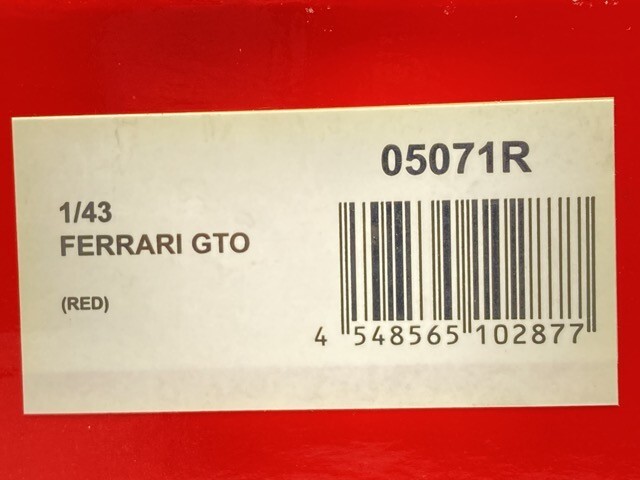 05071R
1/43
FERRARI GTO
(RED)
4 548565 102877